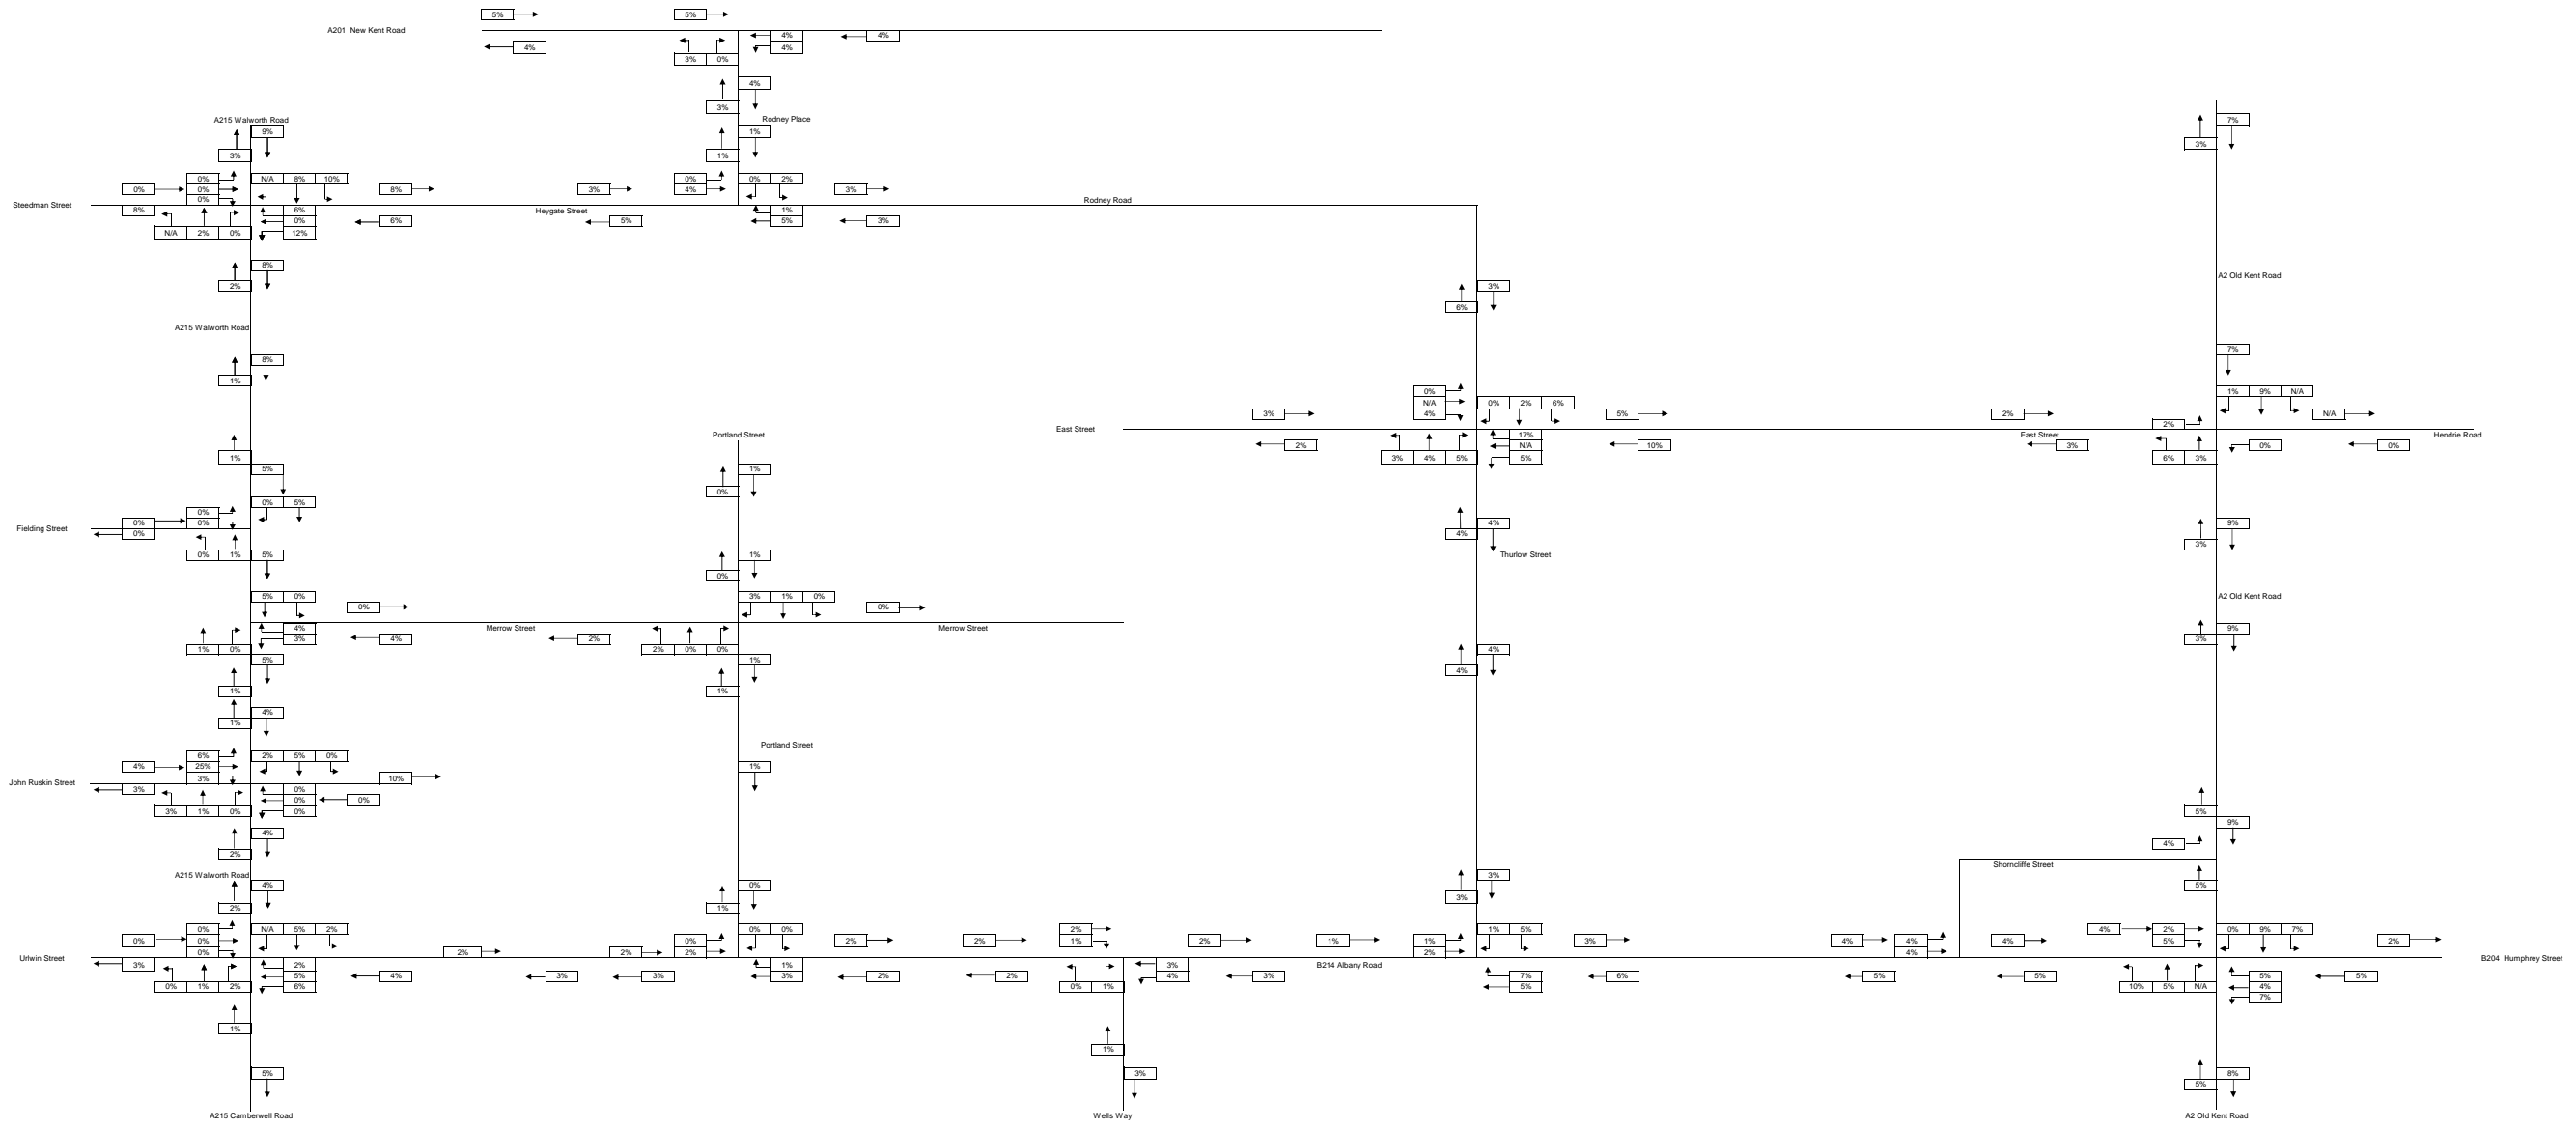 5% 5%
A201 New Kent Road
4% 4% 4%
4%
3% 0%
4%
3%
A215 Walworth Road Rodney Place
7%
9% 1%
3%
3% 1%
0% N/A 8% 10% 0% 0% 2%
0% 0% 8% 3% 4% 3%
0%
Steedman Street Rodney Road
8% 6% Heygate Street 1%
0% 6% 5% 5% 3%
N/A 2% 0% 12%
8%
A2 Old Kent Road
2% 3%
6%
A215 Walworth Road
7%
8%
1%
0% 1% 9% N/A
N/A 0% 2% 6%
3% 4% 5% 2% N/A
2%
East Street East Street Hendrie Road
Portland Street 17%
2% N/A 10% 3% 0% 0%
1% 3% 4% 5% 5% 6% 3%
5% 1%
0%
0% 5%
0%
0% 0% 4% 9%
Fielding Street
0% 4% 3%
0% 1% 5% 1% Thurlow Street
0%
5% 0% 3% 1% 0% A2 Old Kent Road
0% 0%
4% Merrow Street Merrow Street 9%
3% 4% 2% 3%
1% 0% 2% 0% 0% 4%
5% 1%
4%
1% 1%
4%
1%
Portland Street
6% 2% 5% 0%
4% 25% 1%
3% 10%
John Ruskin Street
3% 0%
0% 0%
3% 1% 0% 0% 5%
9%
4%
4%
2%
Shorncliffe Street
A215 Walworth Road 3%
4% 0% 5%
3%
2% 1%
0% N/A 5% 2% 0% 0% 2% 1% 5% 4% 2% 0% 9% 7%
0% 0% 0% 2% 2% 1% 2% 1% 1% 3% 4% 4% 4% 5% 2%
0% 2% 2% 2% 2% 4%
Urlwin Street B214 Albany Road B204 Humphrey Street
3% 2% 1% 3%
5% 4% 3% 3% 3% 2% 2% 4% 3% 7% 6% 5% 5% 5% 5%
0% 1% 2% 6% 0% 1% 5% 10% 5% N/A 4%
7%
1%
1%
5% 3% 8%
5%
A215 Camberwell Road Wells Way A2 Old Kent Road